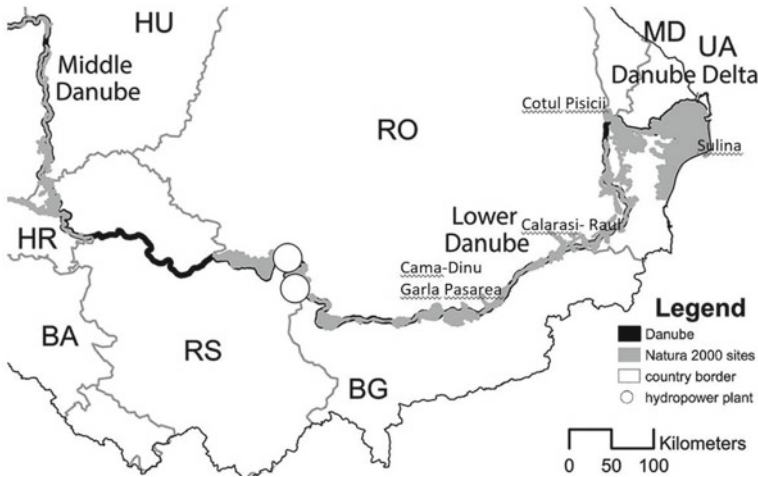 HU
MD
UA
Middle
Danube
Danube Delta
Cotul Pisicii
RO
Sulina
HR
Lower
Danube
Calarasi- Raul
Cama-Dinu
Garla Pasarea
BA
RS
BG
Legend
Danube
Natura 2000 sites
country border
hydropower plant
Kilometers
0 50 100